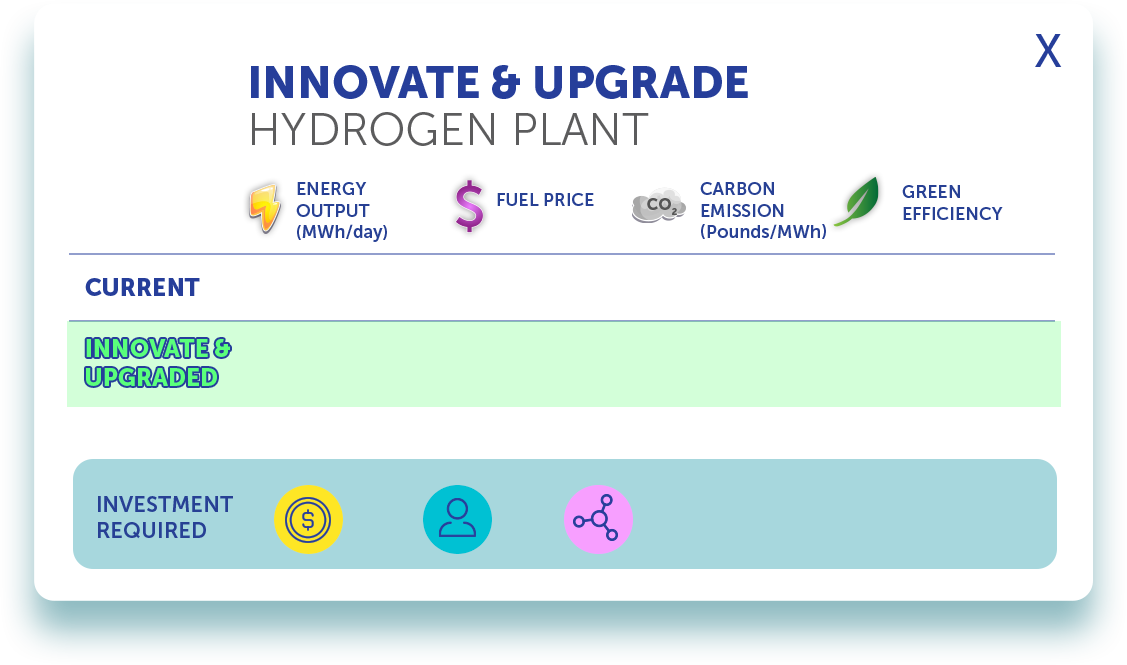 X
INNOVATE & UPGRADE
HYDROGEN PLANT
ENERGY
OUTPUT
(MWh/day)
$
FUEL PRICE
CO₂
CARBON
EMISSION
(Pounds/MWh)
GREEN
EFFICIENCY
CURRENT
INNOVATE &
UPGRADED
INVESTMENT
REQUIRED
$